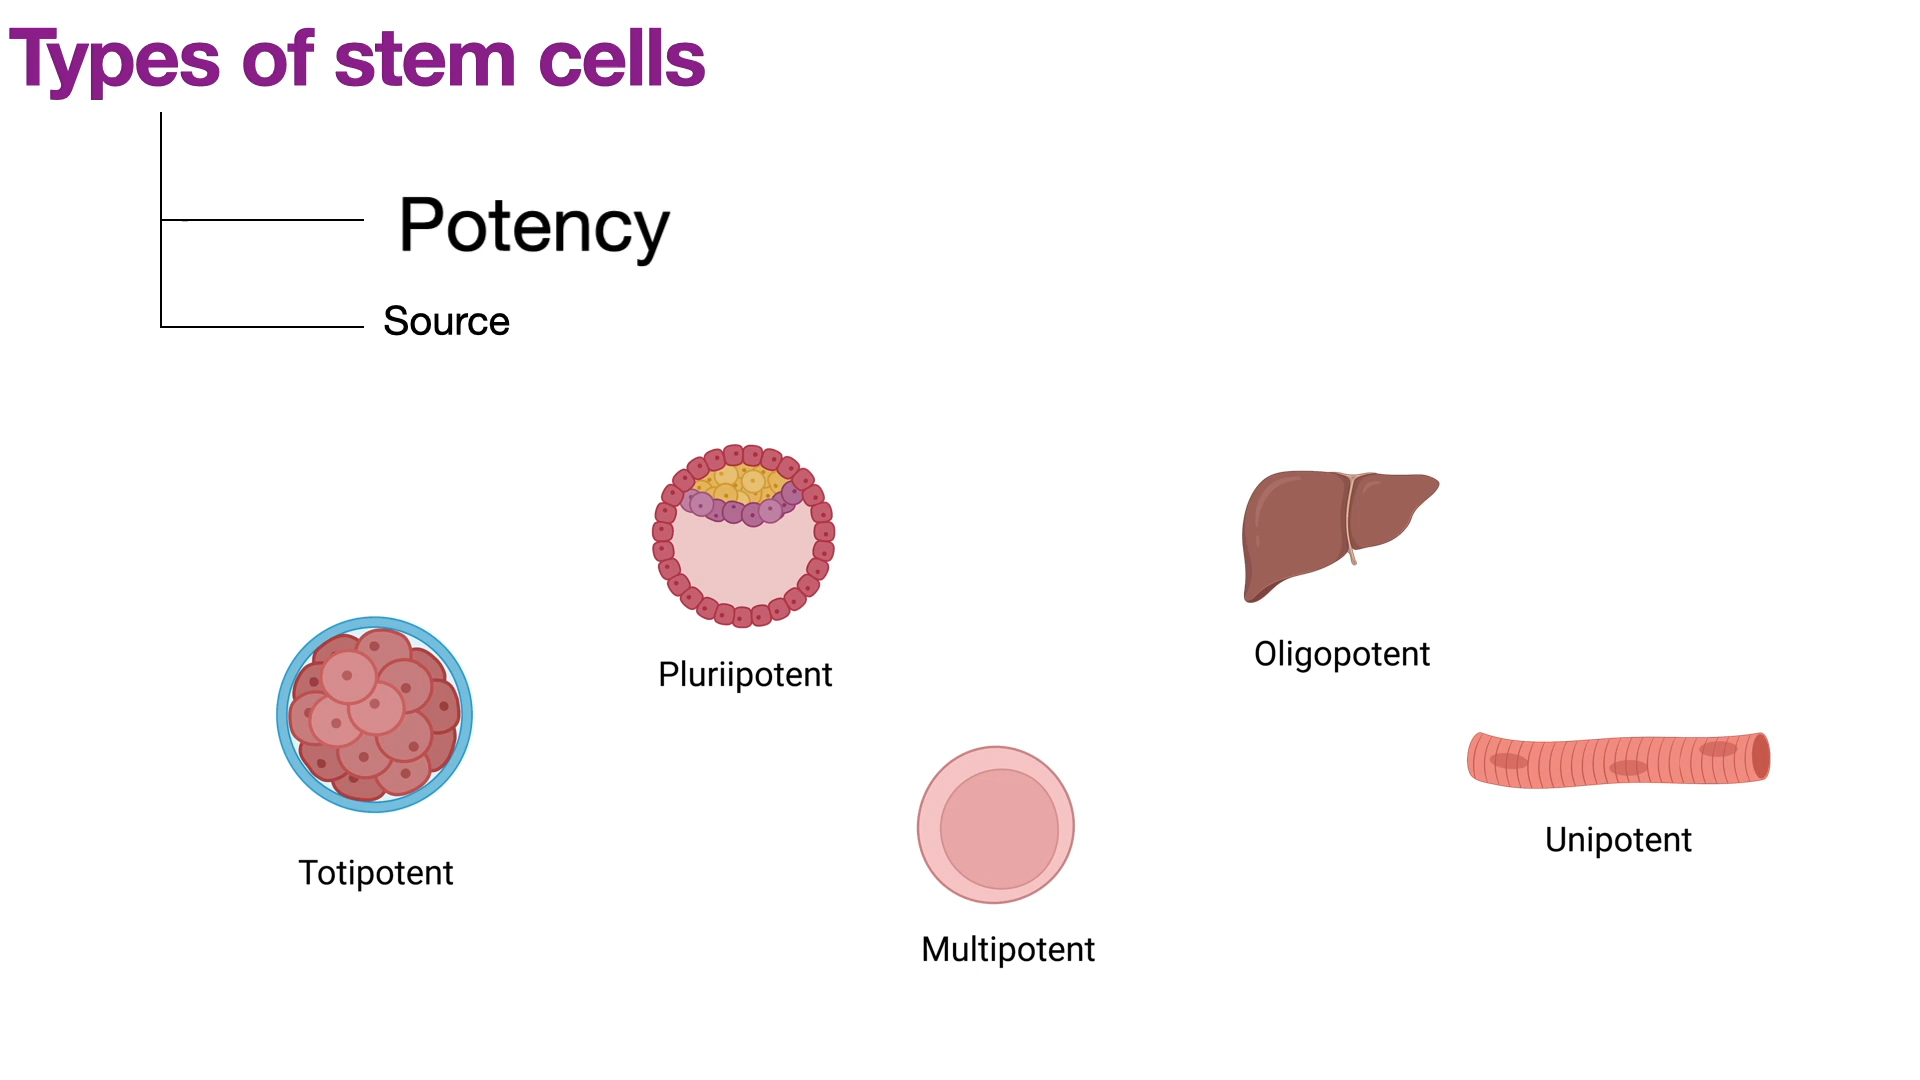 Types of stem cells
Potency
Source
Pluriipotent
Oligopotent
Unipotent
Totipotent
Multipotent